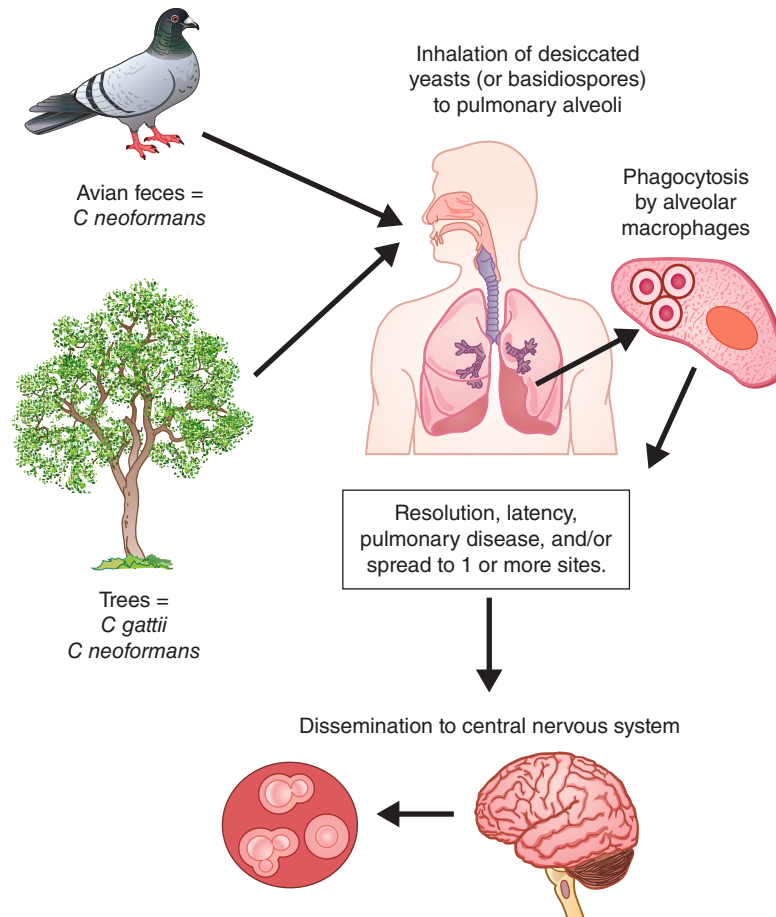 Inhalation of desiccated
yeasts (or basidiospores)
to pulmonary alveoli
Avian feces =
C neoformans
Phagocytosis
by alveolar
macrophages
Trees =
C gattii
C neoformans
Resolution, latency,
pulmonary disease, and/or
spread to 1 or more sites.
Dissemination to central nervous system